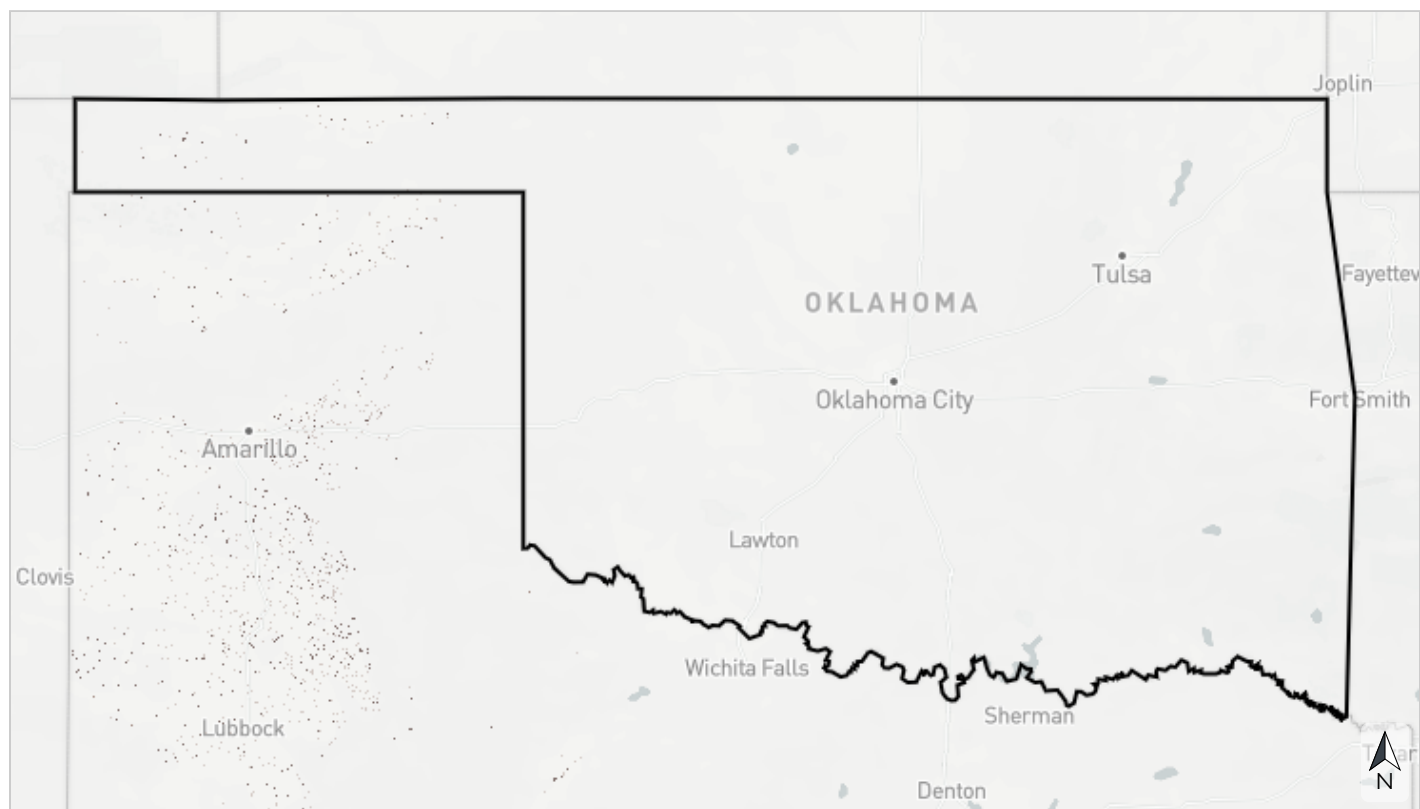 Joplin
Tulsa
Fayettev
OKLAHOMA
Oklahoma City
Fort Smith
Amarillo
Lawton
Clovis
Wichita Falls
Sherman
Lubbock
Denton
N